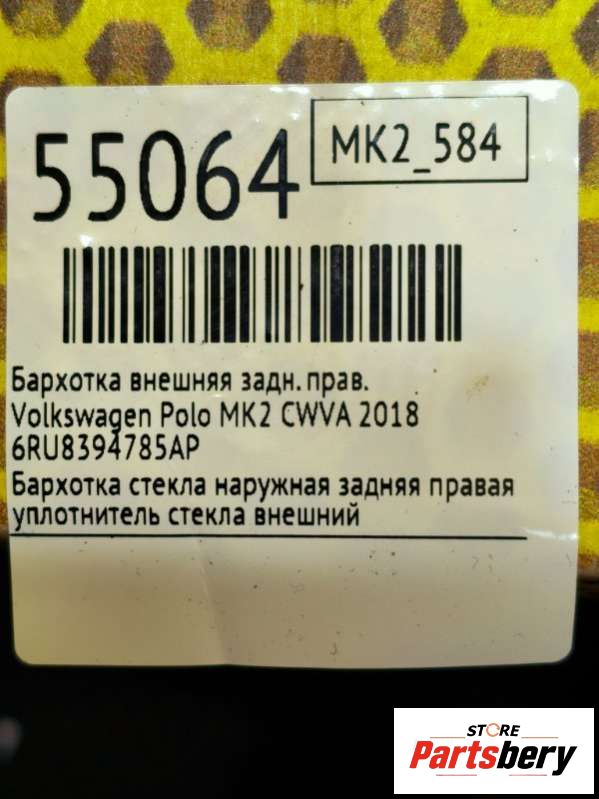 55064
MK2_584
Бархотка внешняя задн. прав.
Volkswagen Polo MK2 CWVA 2018
6RU8394785AP
Бархотка стекла наружная задняя правая
уплотнитель стекла внешний
STORE
Partsbery